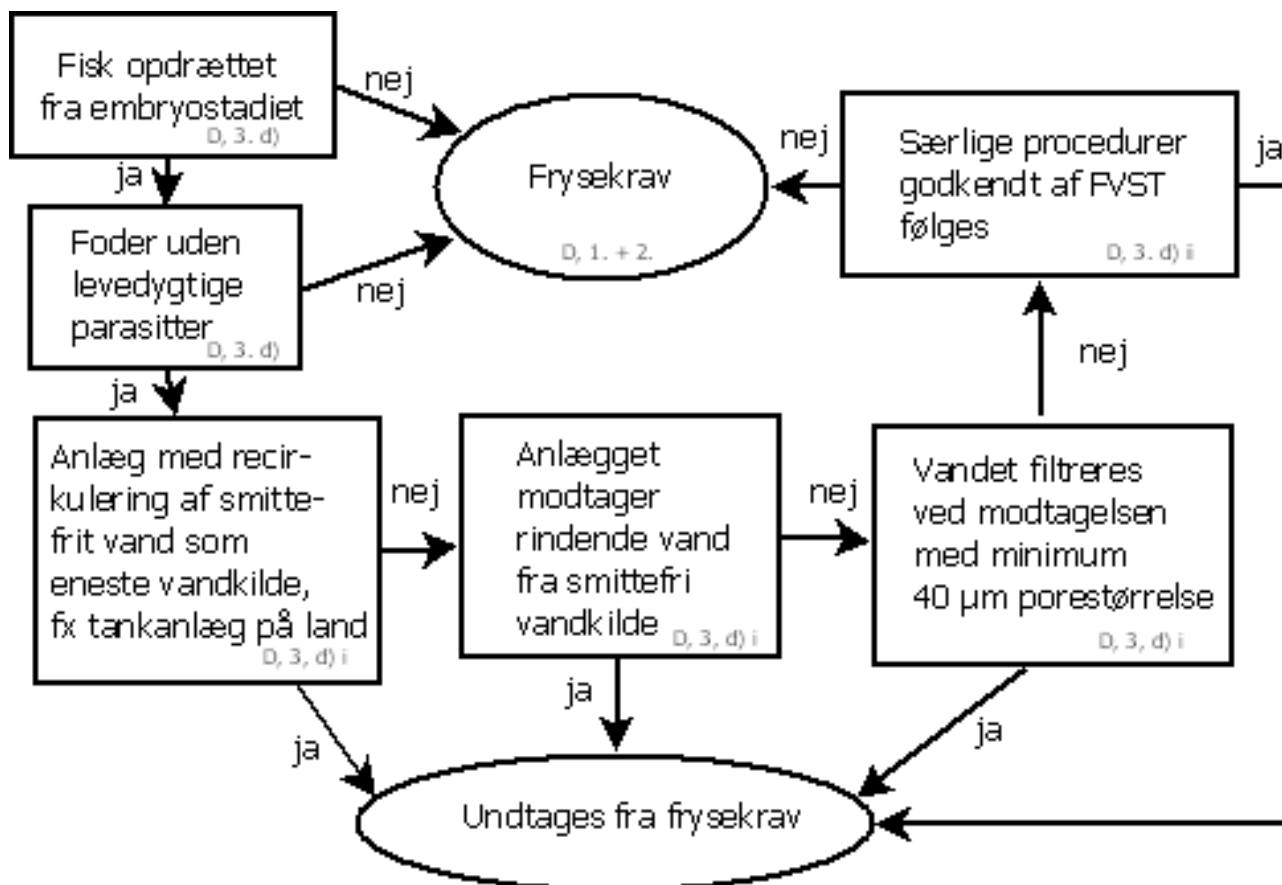 Fisk opdrættet
fra embryostadiet
D, 3. d)
nej
ja
Foder uden
levedygtige
parasitter
D, 3. d)
nej
ja
Frysekrav
D, 1. + 2.
nej
Særlige procedurer
godkendt af FVST
følges
D, 3. d) ii
ja
nej
Anlæg med recir-
kulering af smitte-
frit vand som
eneste vandkilde,
fx tankanlæg på land
D, 3, d) i
nej
ja
Anlægget
modtager
rindende vand
fra smittefri
vandkilde
D, 3, d) i
nej
ja
Vandet filtreres
ved modtagelsen
med minimum
40 µm porestørrelse
D, 3, d) i
ja
Undtages fra frysekrav